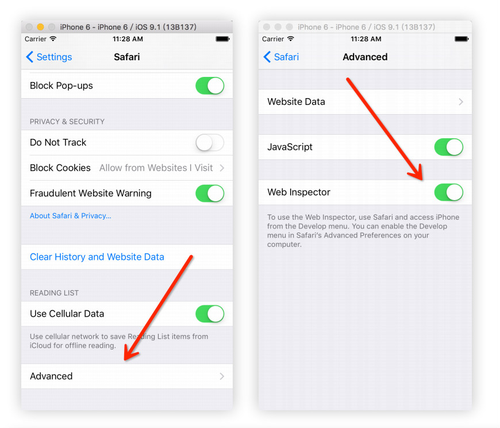 iPhone 6 - iPhone 6 / iOS 9.1 (13B137)
Carrier 11:28 AM
Settings Safari
Block Pop-ups
PRIVACY & SECURITY
Do Not Track
Block Cookies Allow from Websites I Visit
Fraudulent Website Warning
About Safari & Privacy...
Clear History and Website Data
READING LIST
Use Cellular Data
Use cellular network to save Reading List items from
iCloud for offline reading.
Advanced
iPhone 6 - iPhone 6 / iOS 9.1 (13B137)
Carrier 11:28 AM
Safari Advanced
Website Data
JavaScript
Web Inspector
To use the Web Inspector, use Safari and access iPhone
from the Develop menu. You can enable the Develop
menu in Safari's Advanced Preferences on your
computer.